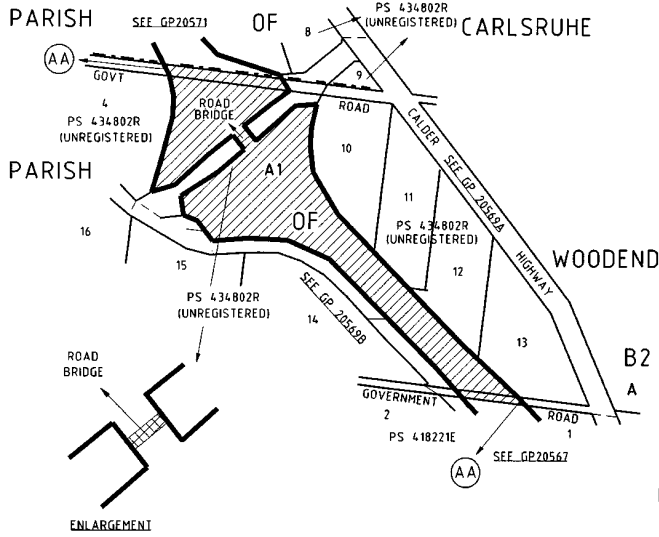 PARISH
SEE GP20571
OF
8
PS 434802R
(UNREGISTERED)
CARLSRUHE
AA
GOVT
9
4
ROAD
BRIDGE
ROAD
PS 434802R
(UNREGISTERED)
10
CALDER SEE GP 20569A HIGHWAY
PARISH
A1
11
OF
PS 434802R
(UNREGISTERED)
16
15
12
WOODEND
PS 434802R
(UNREGISTERED)
SEE GP 20569B
14
13
ROAD
BRIDGE
B2
A
GOVERNMENT
ROAD
2
1
PS 418221E
SEE GP20567
AA
ENLARGEMENT